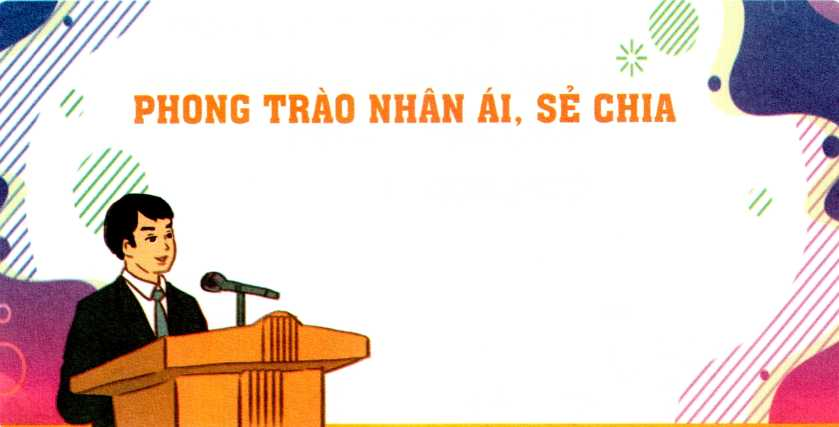 PHONG TRÀO NHÂN ÁI, SẺ CHIA